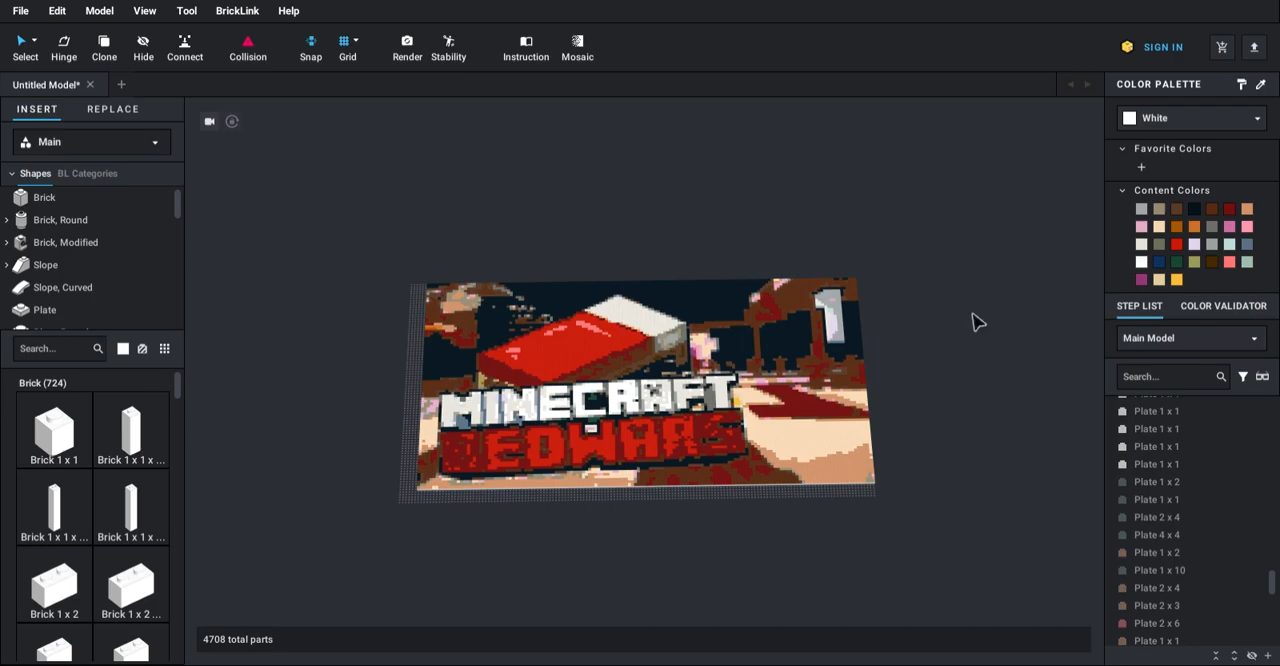 File Edit Model View Tool BrickLink Help
Select Hinge Clone Hide Connect Collision Snap Grid Render Stability Instruction Mosaic SIGN IN
Untitled Model*
INSERT REPLACE
Main
Shapes BL Categories
Brick
Brick, Round
Brick, Modified
Slope
Slope, Curved
Plate
Search...
Brick (724)
Brick 1 x 1 Brick 1 x 1 x ...
Brick 1 x 1 x ... Brick 1 x 1 x ...
Brick 1 x 2 Brick 1 x 2 ...
1
MINECRAFT
BEDWARS
4708 total parts
COLOR PALETTE
White
Favorite Colors
Content Colors
STEP LIST COLOR VALIDATOR
Main Model
Search...
Plate 1 x 1
Plate 1 x 1
Plate 1 x 1
Plate 1 x 1
Plate 1 x 2
Plate 1 x 1
Plate 2 x 4
Plate 4 x 4
Plate 1 x 2
Plate 1 x 10
Plate 2 x 4
Plate 2 x 3
Plate 2 x 6
Plate 1 x 1